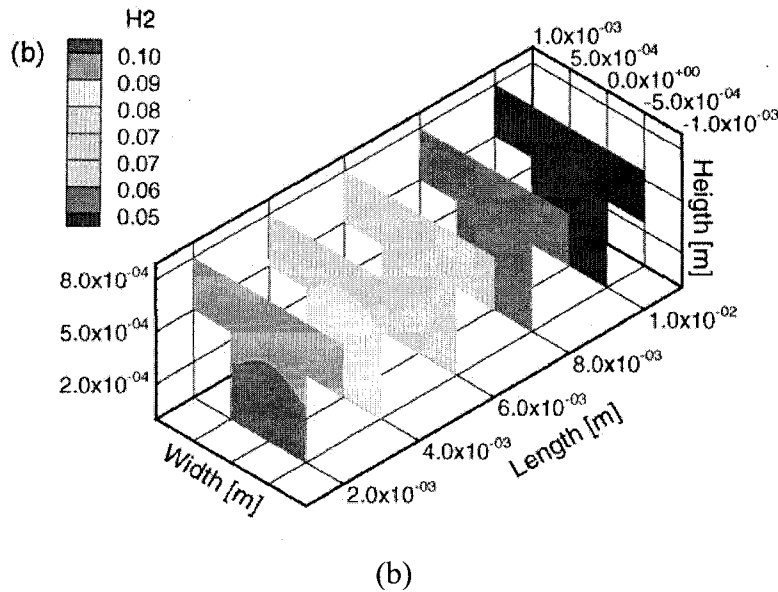 H2
(b)
0.10
0.09
0.08
0.07
0.07
0.06
0.05
1.0x10⁻⁰³
5.0x10⁻⁰⁴
0.0x10⁺⁰⁰
-5.0x10⁻⁰⁴
-1.0x10⁻⁰³
Heigth [m]
8.0x10⁻⁰⁴
5.0x10⁻⁰⁴
2.0x10⁻⁰⁴
Width [m]
1.0x10⁻⁰²
8.0x10⁻⁰³
6.0x10⁻⁰³
4.0x10⁻⁰³
2.0x10⁻⁰³
Length [m]
(b)